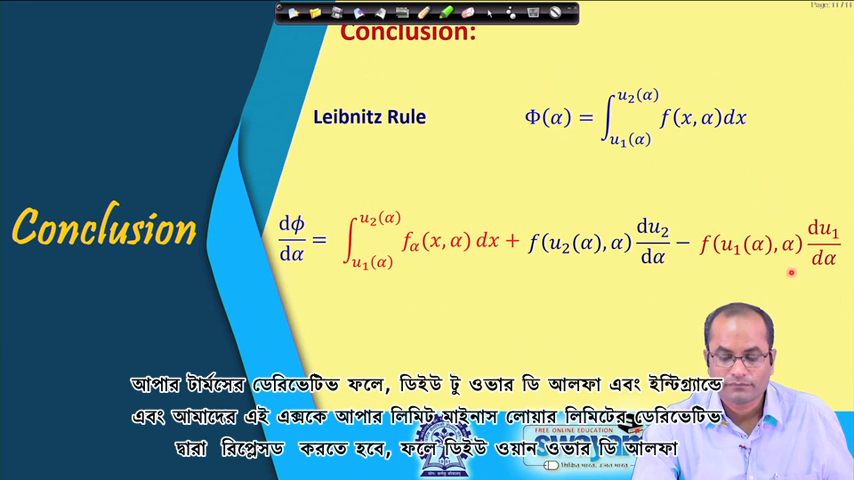 Page: 11/11
Conclusion:
Leibnitz Rule
Φ(α) = ∫_{u₁(α)}^{u₂(α)} f(x, α)dx
Conclusion
dϕ/dα = ∫_{u₁(α)}^{u₂(α)} f_α(x, α) dx + f(u₂(α), α) du₂/dα − f(u₁(α), α) du₁/dα
আপার টার্মসের ডেরিভেটিভ ফলে, ডিইউ টু ওভার ডি আলফা এবং ইন্টিগ্র্যান্ডে
এবং আমাদের এই এক্সকে আপার লিমিট মাইনাস লোয়ার লিমিটের ডেরিভেটিভ
দ্বারা রিপ্লেসড করতে হবে, ফলে ডিইউ ওয়ান ওভার ডি আলফা
FREE ONLINE EDUCATION
swayam